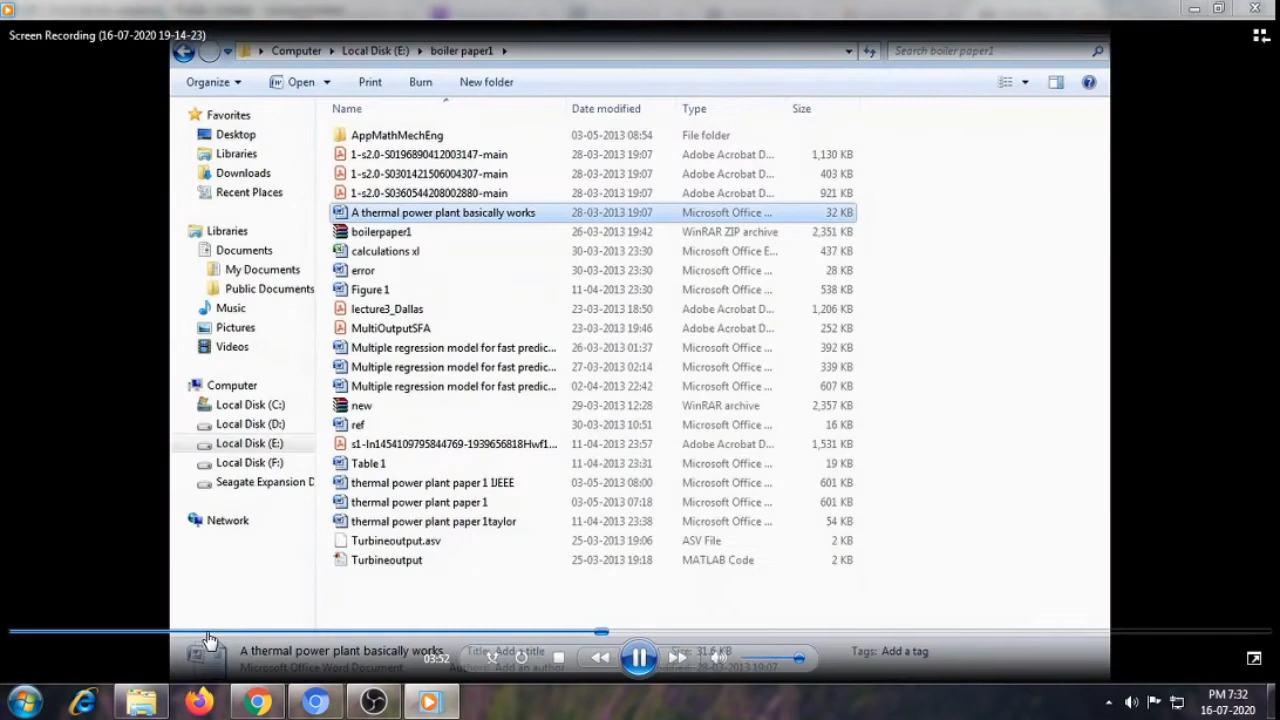 Screen Recording (16-07-2020 19-14-23)
Computer Local Disk (E:) boiler paper1 Search boiler paper1
Organize Open Print Burn New folder
Name Date modified Type Size
Favorites
Desktop
Libraries
Downloads
Recent Places
Libraries
Documents
My Documents
Public Documents
Music
Pictures
Videos
Computer
Local Disk (C:)
Local Disk (D:)
Local Disk (E:)
Local Disk (F:)
Seagate Expansion D
Network
AppMathMechEng 03-05-2013 08:54 File folder
1-s2.0-S0196890412003147-main 28-03-2013 19:07 Adobe Acrobat D... 1,130 KB
1-s2.0-S0301421506004307-main 28-03-2013 19:07 Adobe Acrobat D... 403 KB
1-s2.0-S0360544208002880-main 28-03-2013 19:07 Adobe Acrobat D... 921 KB
A thermal power plant basically works 28-03-2013 19:07 Microsoft Office ... 32 KB
boilerpaper1 26-03-2013 19:42 WinRAR ZIP archive 2,351 KB
calculations xl 30-03-2013 23:30 Microsoft Office E... 437 KB
error 30-03-2013 23:30 Microsoft Office ... 28 KB
Figure 1 11-04-2013 23:30 Microsoft Office ... 538 KB
lecture3_Dallas 23-03-2013 18:50 Adobe Acrobat D... 1,206 KB
MultiOutputSFA 23-03-2013 19:46 Adobe Acrobat D... 252 KB
Multiple regression model for fast predic... 26-03-2013 01:37 Microsoft Office ... 392 KB
Multiple regression model for fast predic... 27-03-2013 02:14 Microsoft Office ... 339 KB
Multiple regression model for fast predic... 02-04-2013 22:42 Microsoft Office ... 607 KB
new 29-03-2013 12:28 WinRAR archive 2,357 KB
ref 30-03-2013 10:51 Microsoft Office ... 16 KB
s1-ln1454109795844769-1939656818Hwf1... 11-04-2013 23:57 Adobe Acrobat D... 1,531 KB
Table 1 11-04-2013 23:31 Microsoft Office ... 19 KB
thermal power plant paper 1 IJEEE 03-05-2013 08:00 Microsoft Office ... 601 KB
thermal power plant paper 1 03-05-2013 07:18 Microsoft Office ... 601 KB
thermal power plant paper 1taylor 11-04-2013 23:38 Microsoft Office ... 54 KB
Turbineoutput.asv 25-03-2013 19:06 ASV File 2 KB
Turbineoutput 25-03-2013 19:18 MATLAB Code 2 KB
A thermal power plant basically works Title: Add a title Size: 31.6 KB Tags: Add a tag
Microsoft Office Word Document Authors: Add an author 28-03-2013 19:07
03:52
PM 7:32
16-07-2020